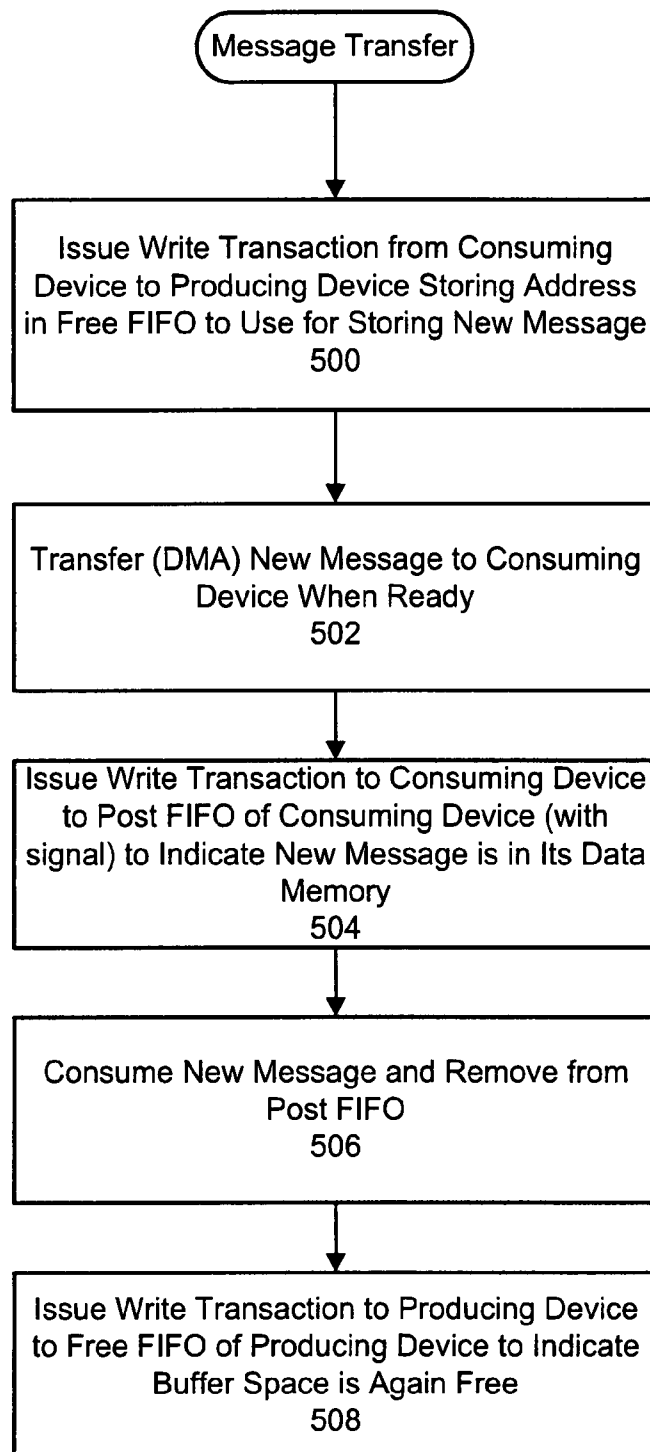 Message Transfer
Issue Write Transaction from Consuming
Device to Producing Device Storing Address
in Free FIFO to Use for Storing New Message
500
Transfer (DMA) New Message to Consuming
Device When Ready
502
Issue Write Transaction to Consuming Device
to Post FIFO of Consuming Device (with
signal) to Indicate New Message is in Its Data
Memory
504
Consume New Message and Remove from
Post FIFO
506
Issue Write Transaction to Producing Device
to Free FIFO of Producing Device to Indicate
Buffer Space is Again Free
508